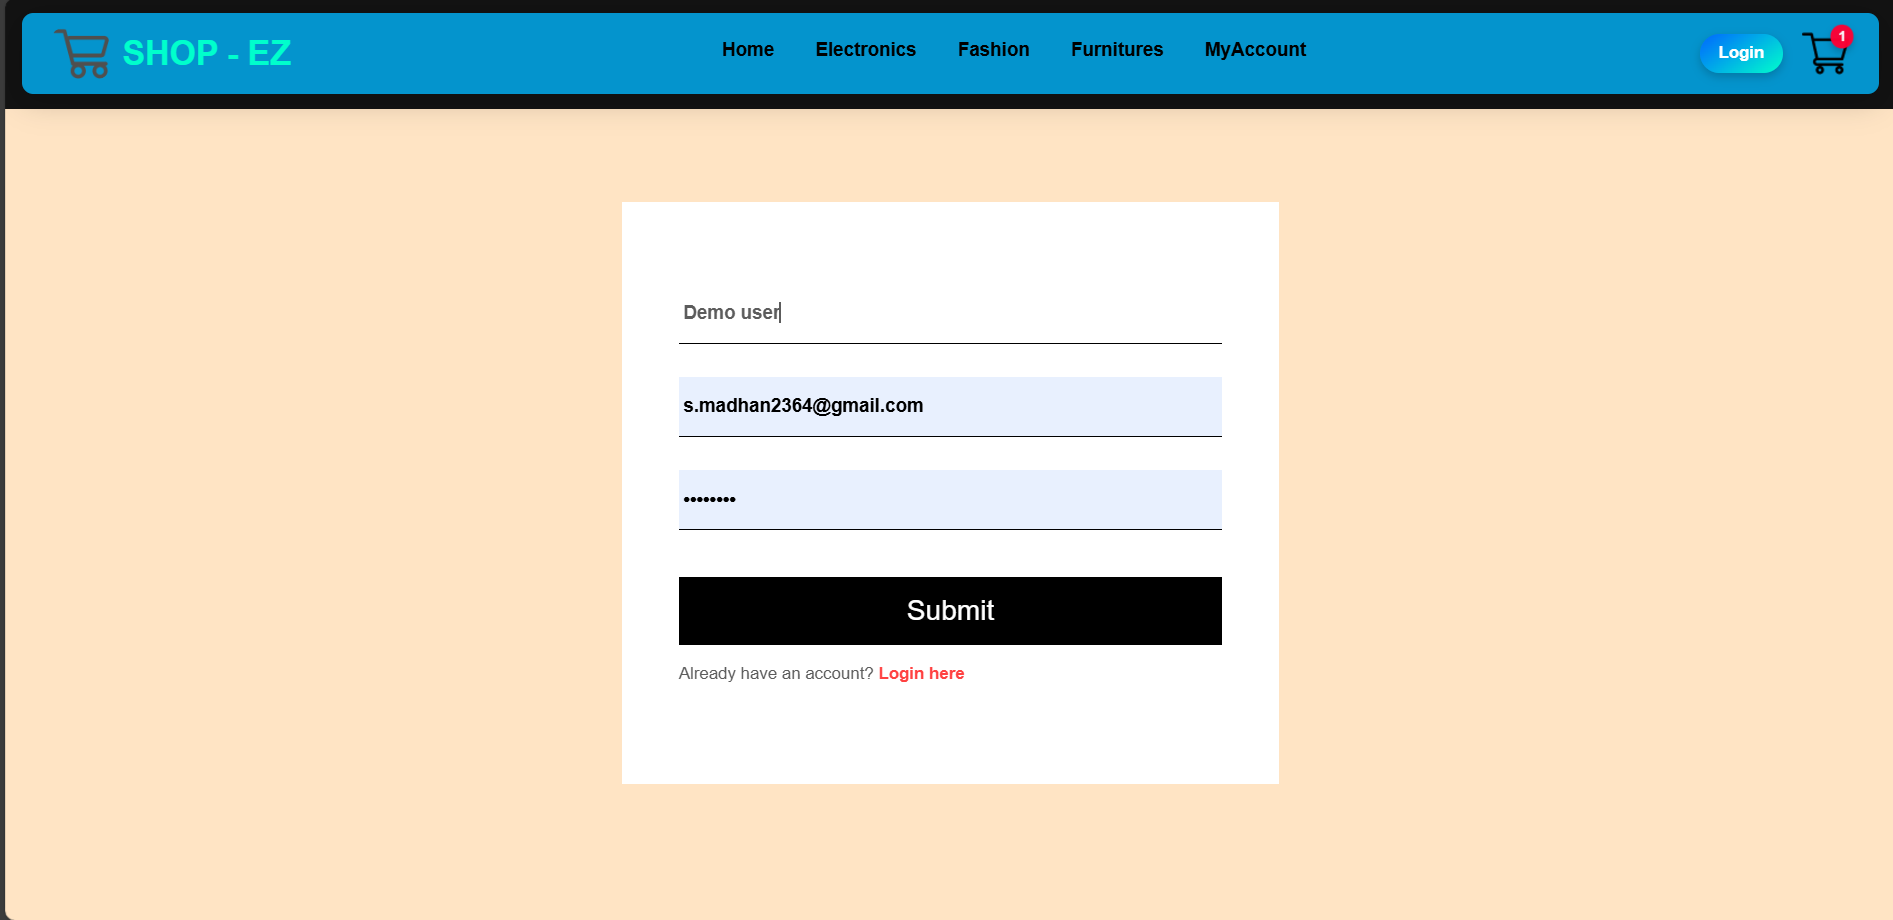 SHOP - EZ
Home Electronics Fashion Furnitures MyAccount
Login
1
Demo user
s.madhan2364@gmail.com
••••••••
Submit
Already have an account? Login here